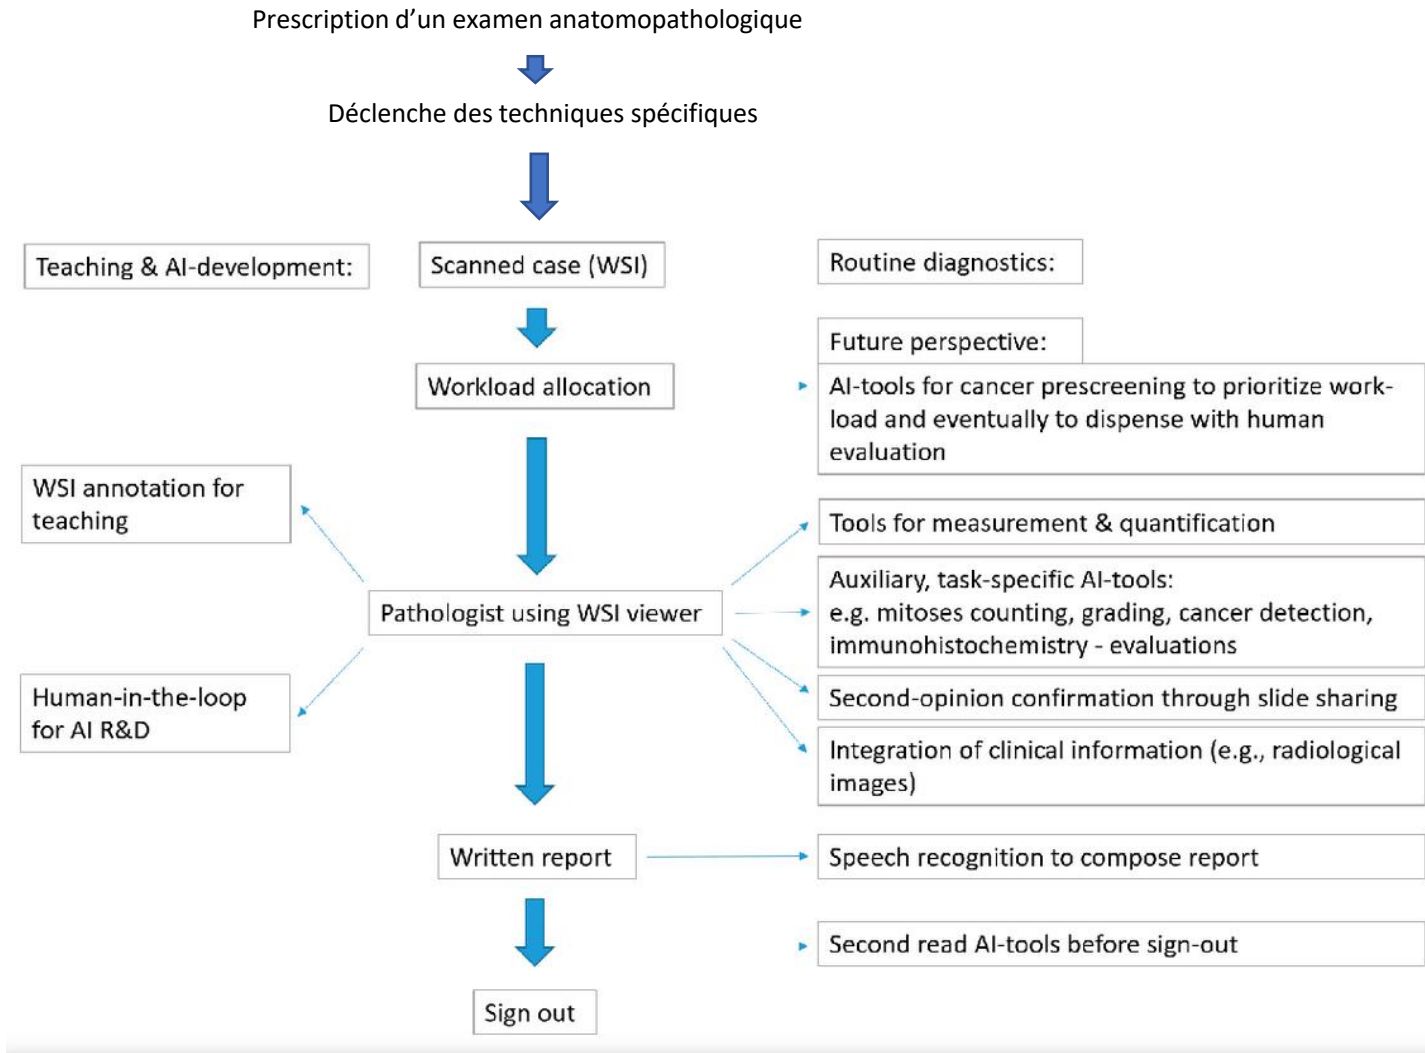 Prescription d’un examen anatomopathologique
Déclenche des techniques spécifiques
Teaching & AI-development:
Scanned case (WSI)
Routine diagnostics:
Future perspective:
Workload allocation
AI-tools for cancer prescreening to prioritize work-
load and eventually to dispense with human
evaluation
WSI annotation for
teaching
Tools for measurement & quantification
Pathologist using WSI viewer
Auxiliary, task-specific AI-tools:
e.g. mitoses counting, grading, cancer detection,
immunohistochemistry - evaluations
Human-in-the-loop
for AI R&D
Second-opinion confirmation through slide sharing
Integration of clinical information (e.g., radiological
images)
Written report
Speech recognition to compose report
Second read AI-tools before sign-out
Sign out